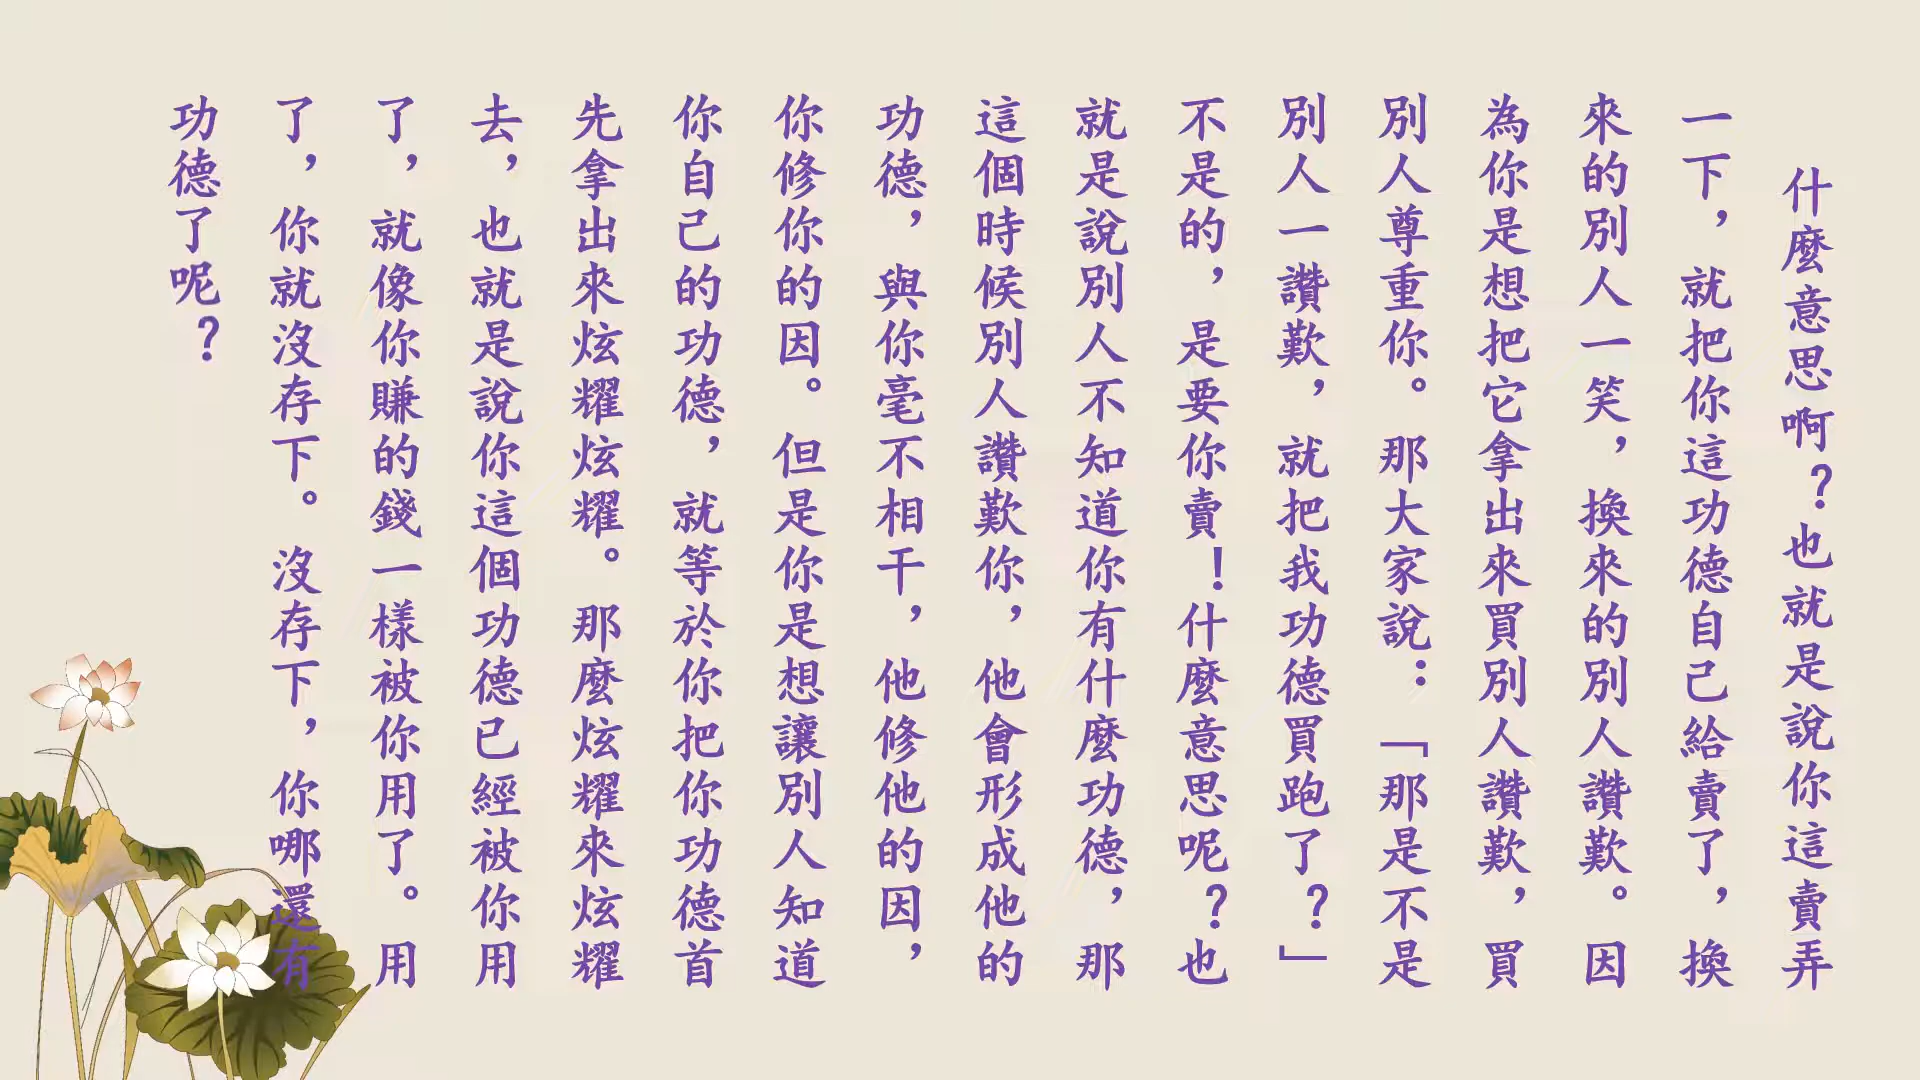 什麼意思啊？也就是說你這賣弄
一下，就把你這功德自己給賣了，換
來的別人一笑，換來的別人讚歎。因
為你是想把它拿出來買別人讚歎，買
別人尊重你。那大家說：「那是不是
別人一讚歎，就把我功德買跑了？」
不是的，是要你賣！什麼意思呢？也
就是說別人不知道你有什麼功德，那
這個時候別人讚歎你，他會形成他的
功德，與你毫不相干，他修他的因，
你修你的因。但是你是想讓別人知道
你自己的功德，就等於你把你功德首
先拿出來炫耀炫耀。那麼炫耀來炫耀
去，也就是說你這個功德已經被你用
了，就像你賺的錢一樣被你用了。用
了，你就沒存下。沒存下，你哪還有
功德了呢？